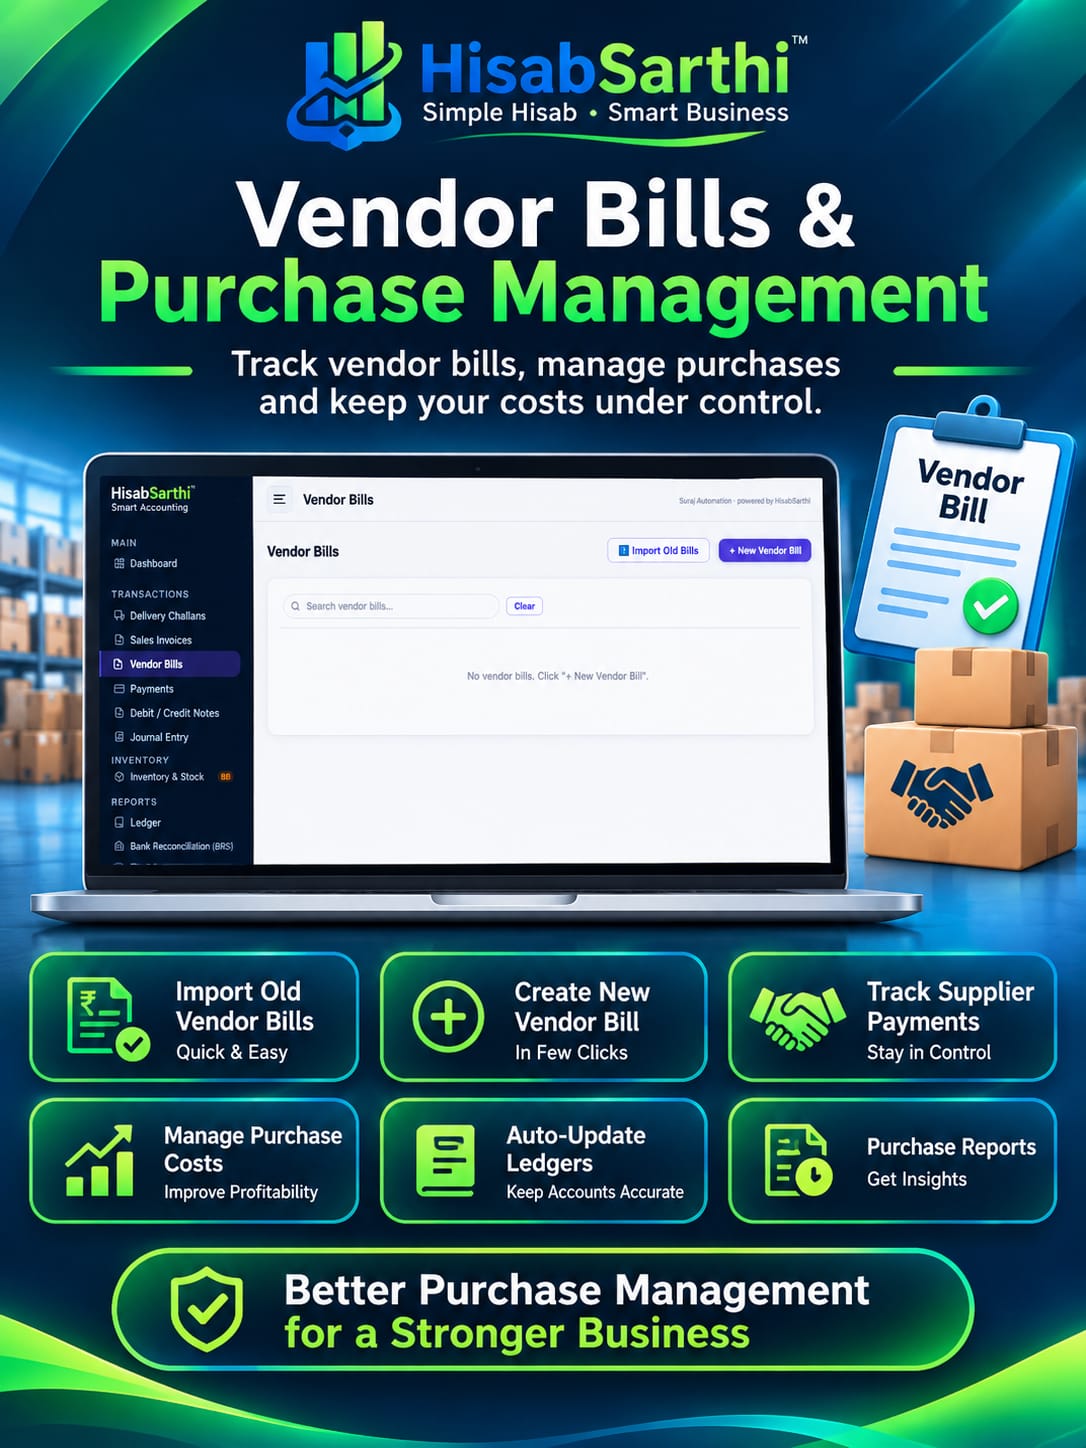 HisabSarthi™
Simple Hisab • Smart Business
Vendor Bills &
Purchase Management
Track vendor bills, manage purchases
and keep your costs under control.
HisabSarthi™
Smart Accounting
MAIN
Dashboard
TRANSACTIONS
Delivery Challans
Sales Invoices
Vendor Bills
Payments
Debit / Credit Notes
Journal Entry
INVENTORY
Inventory & Stock
REPORTS
Ledger
Bank Recconciliation (BRS)
Vendor Bills
Suraj Automation - powered by HisabSarthi
Vendor Bills
Import Old Bills
+ New Vendor Bill
Search vendor bills...
Clear
No vendor bills. Click "+ New Vendor Bill".
Vendor
Bill
₹
Import Old
Vendor Bills
Quick & Easy
Create New
Vendor Bill
In Few Clicks
Track Supplier
Payments
Stay in Control
Manage Purchase
Costs
Improve Profitability
Auto-Update
Ledgers
Keep Accounts Accurate
Purchase Reports
Get Insights
Better Purchase Management
for a Stronger Business